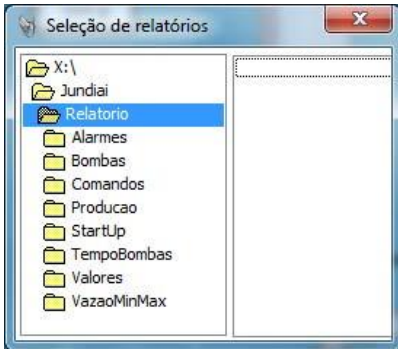 Seleção de relatórios
X:\
Jundiai
Relatorio
Alarmes
Bombas
Comandos
Producao
StartUp
TempoBombas
Valores
VazaoMinMax